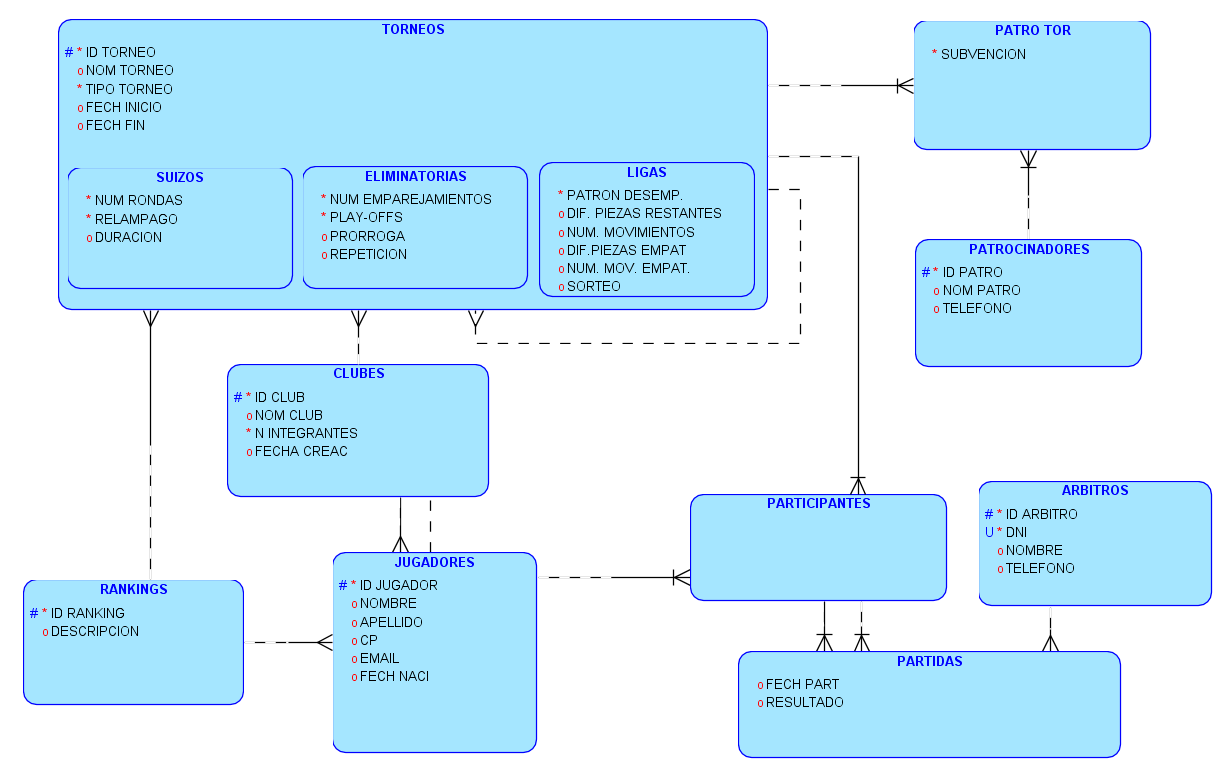 TORNEOS
# * ID TORNEO
o NOM TORNEO
* TIPO TORNEO
o FECH INICIO
o FECH FIN
SUIZOS
* NUM RONDAS
* RELAMPAGO
o DURACION
ELIMINATORIAS
* NUM EMPAREJAMIENTOS
* PLAY-OFFS
o PRORROGA
o REPETICION
LIGAS
* PATRON DESEMP.
o DIF. PIEZAS RESTANTES
o NUM. MOVIMIENTOS
o DIF.PIEZAS EMPAT
o NUM. MOV. EMPAT.
o SORTEO
PATRO TOR
* SUBVENCION
PATROCINADORES
# * ID PATRO
o NOM PATRO
o TELEFONO
CLUBES
# * ID CLUB
o NOM CLUB
* N INTEGRANTES
o FECHA CREAC
RANKINGS
# * ID RANKING
o DESCRIPCION
JUGADORES
# * ID JUGADOR
o NOMBRE
o APELLIDO
o CP
o EMAIL
o FECH NACI
PARTICIPANTES
ARBITROS
# * ID ARBITRO
U * DNI
o NOMBRE
o TELEFONO
PARTIDAS
o FECH PART
o RESULTADO